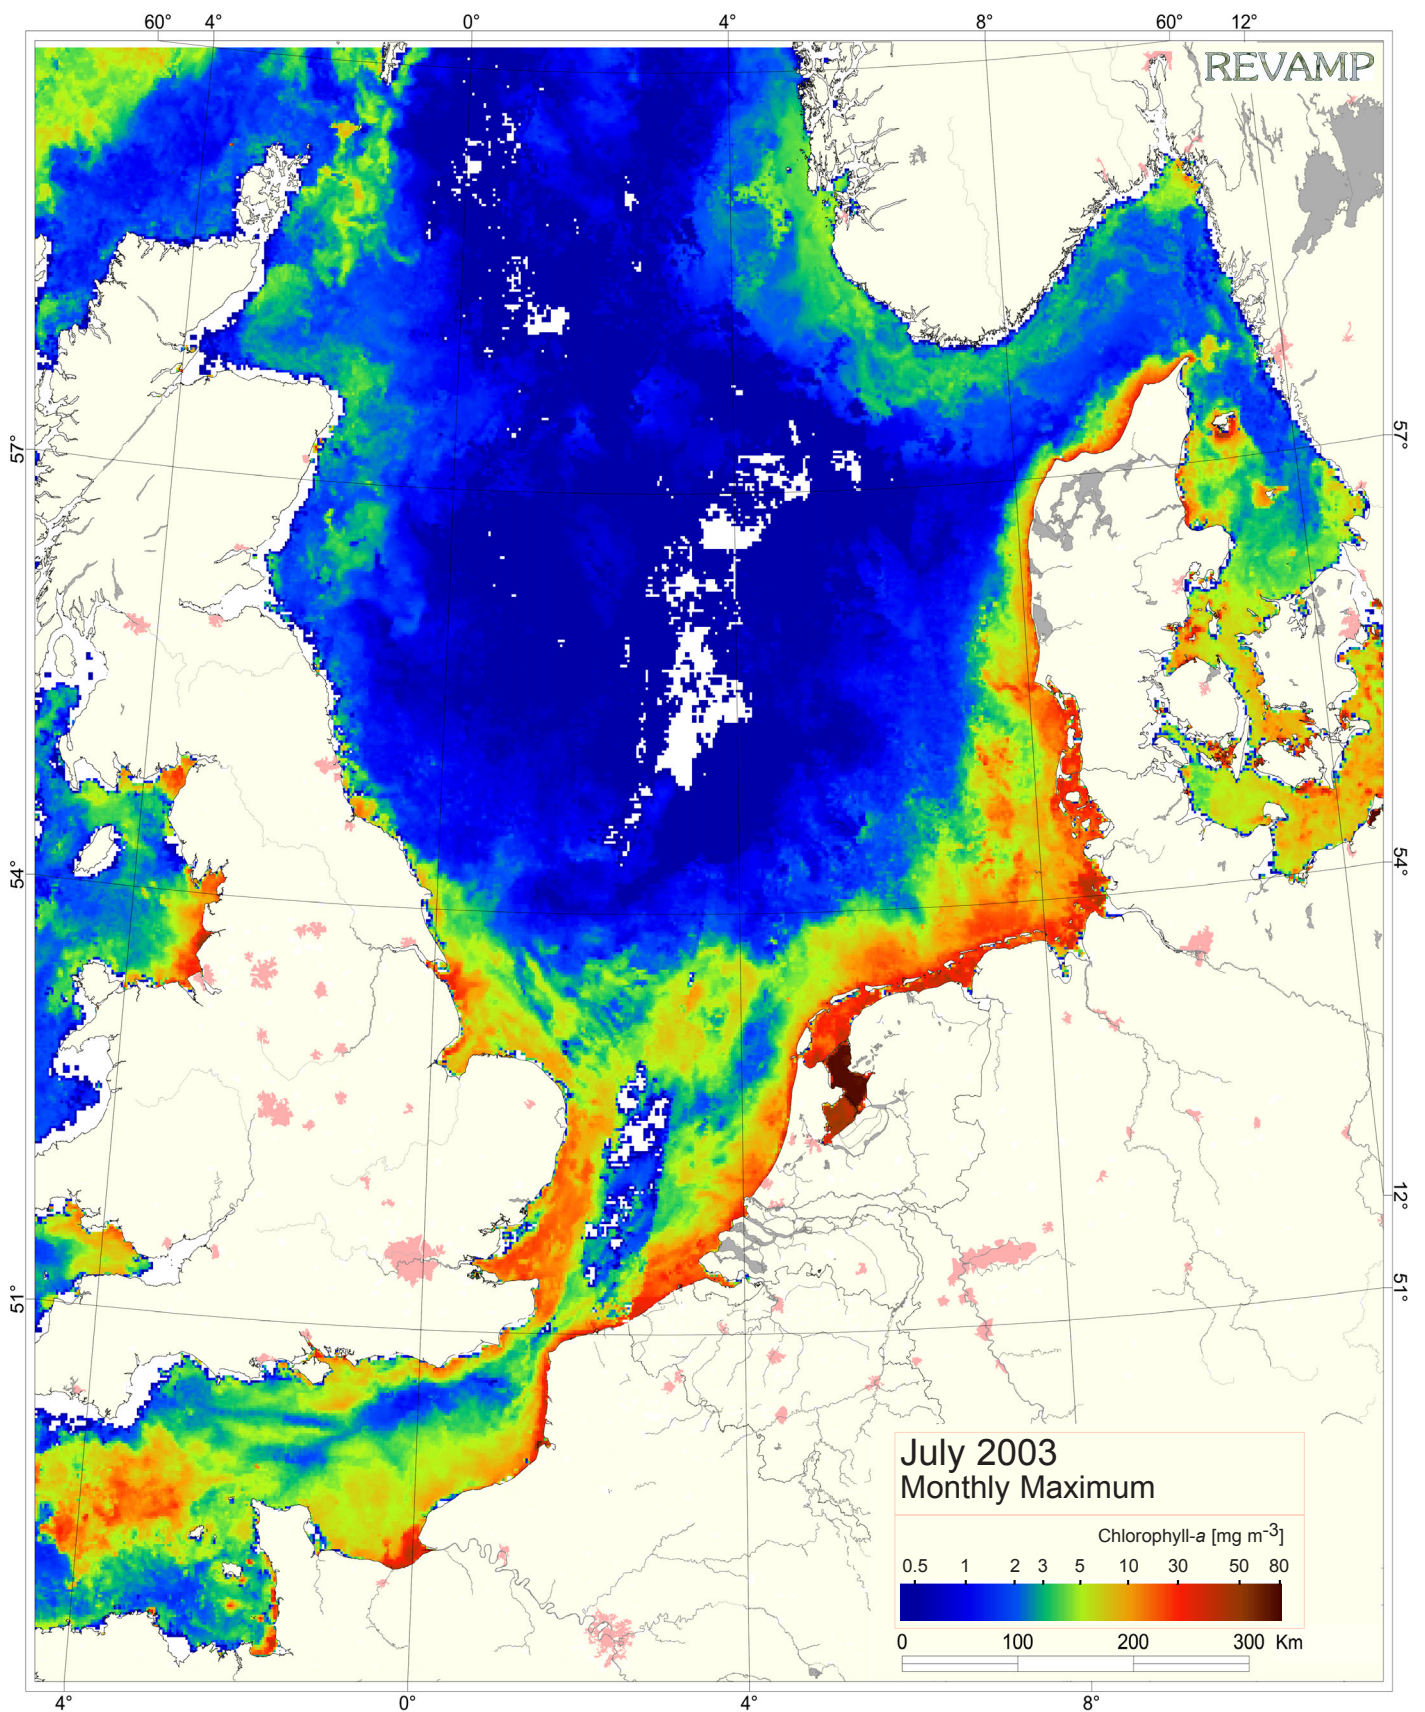 60° 4° 0° 4° 8° 60° 12°
REVAMP
57° 57°
54° 54°
12°
51° 51°
July 2003
Monthly Maximum
Chlorophyll-a [mg m-3]
0.5 1 2 3 5 10 30 50 80
0 100 200 300 Km
4° 0° 4° 8°